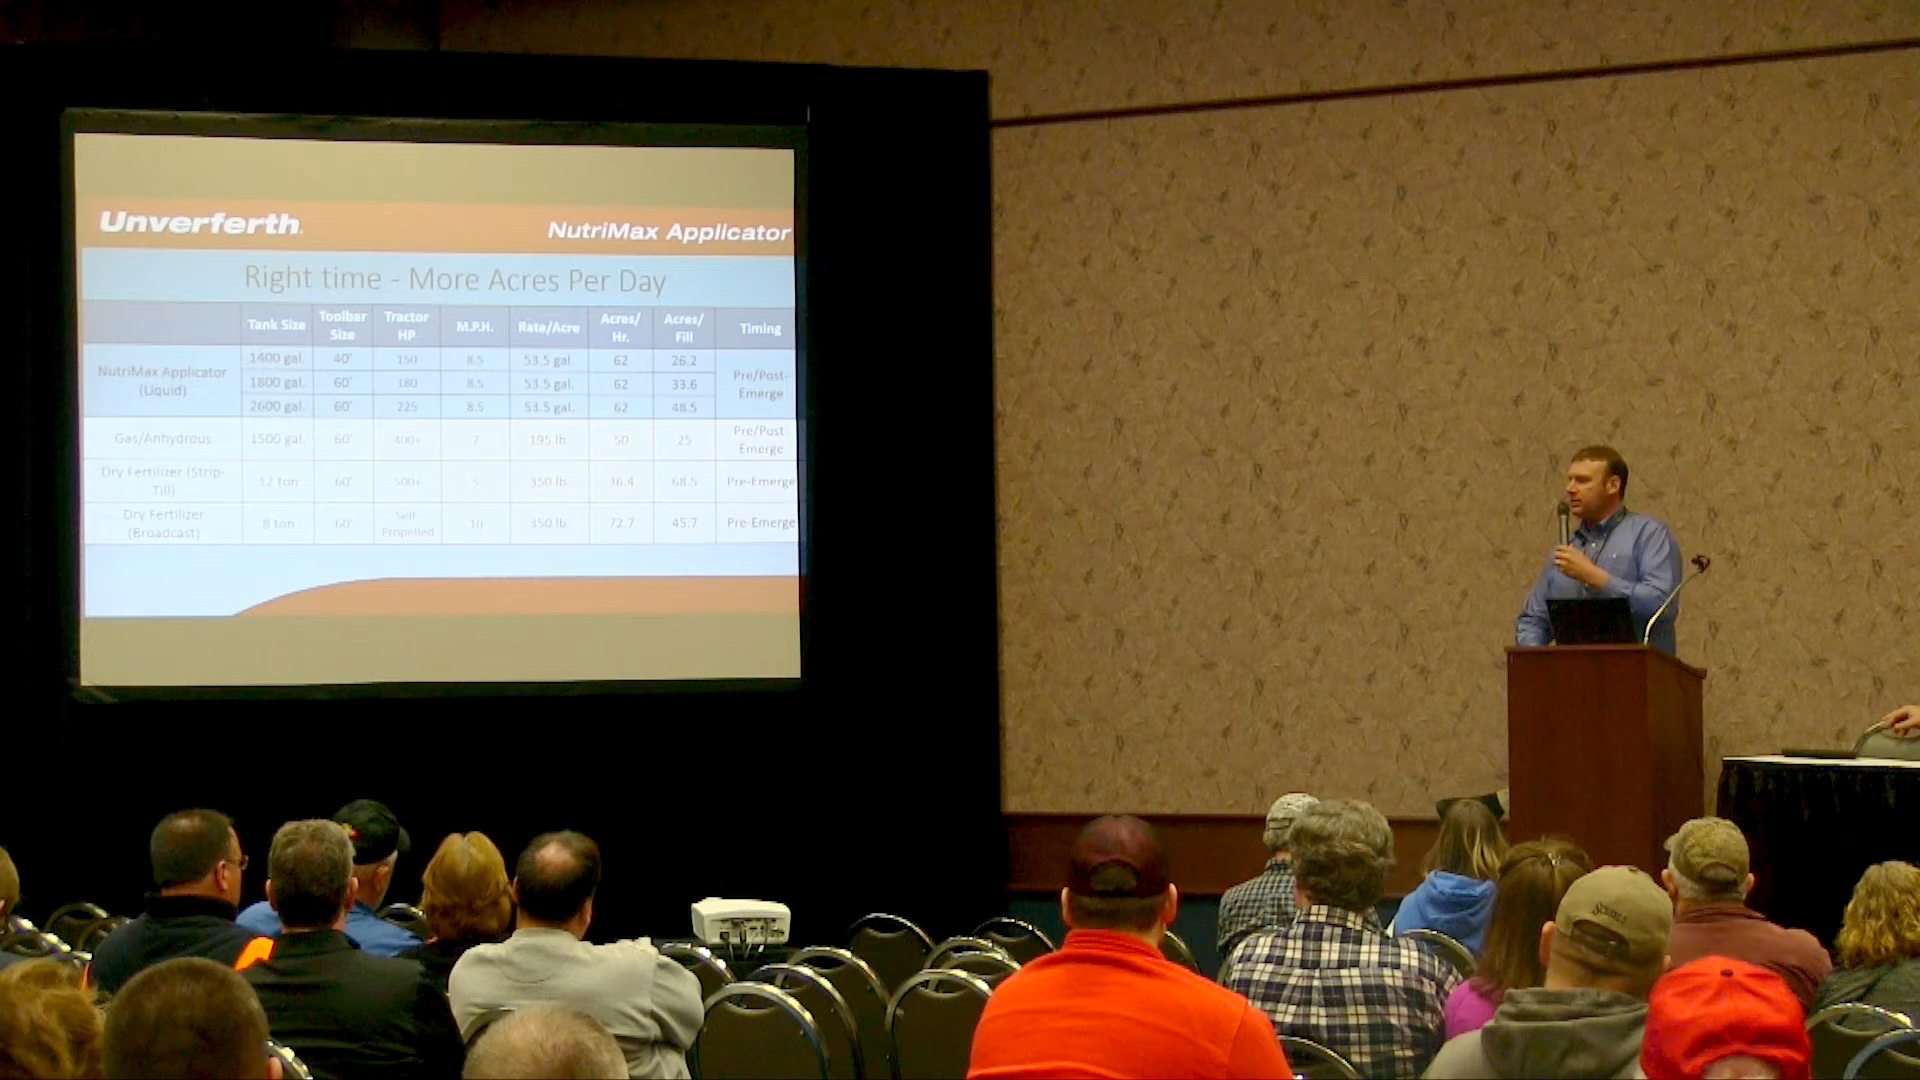 Unverferth
NutriMax Applicator
Right time - More Acres Per Day
Tank Size Toolbar Size Tractor HP M.P.H. Rate/Acre Acres/ Hr. Acres/ Fill Timing
NutriMax Applicator (Liquid) 1400 gal. 40' 150 8.5 53.5 gal. 62 26.2 Pre/Post- Emerge
1800 gal. 60' 180 8.5 53.5 gal. 62 33.6
2600 gal. 60' 225 8.5 53.5 gal. 62 48.5
Gas/Anhydrous 1500 gal. 60' 400+ 7 195 lb. 50 25 Pre/Post Emerge
Dry Fertilizer (Strip-Till) 12 ton 60' 500+ 350 lb. 36.4 68.5 Pre-Emerge
Dry Fertilizer (Broadcast) 8 ton 60' Self Propelled 10 350 lb. 72.7 45.7 Pre-Emerge